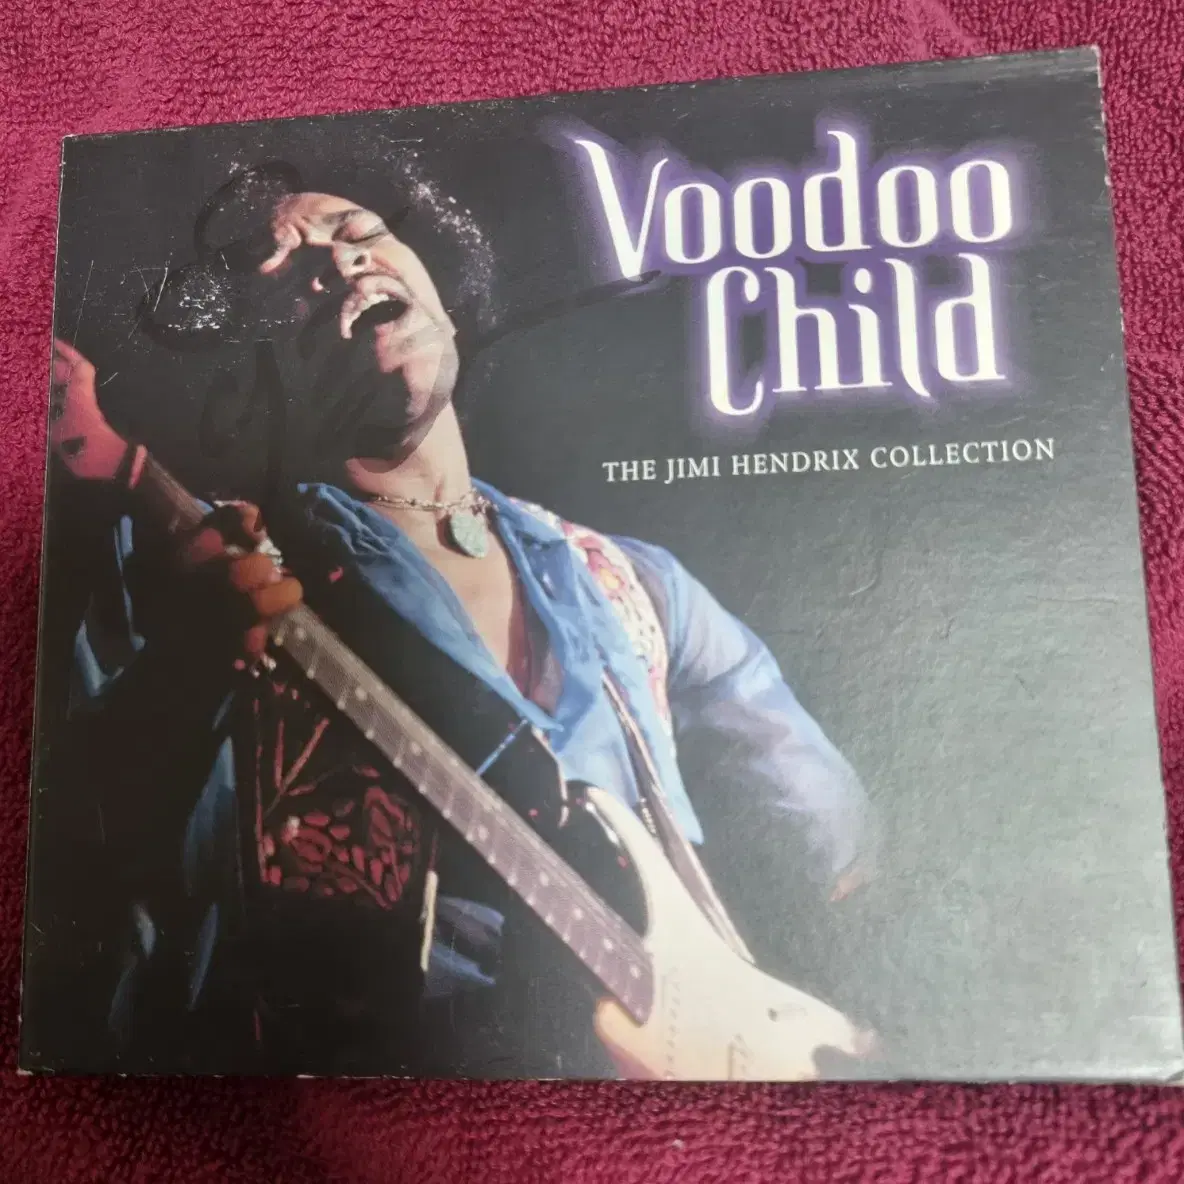 Voodoo
Child
THE JIMI HENDRIX COLLECTION